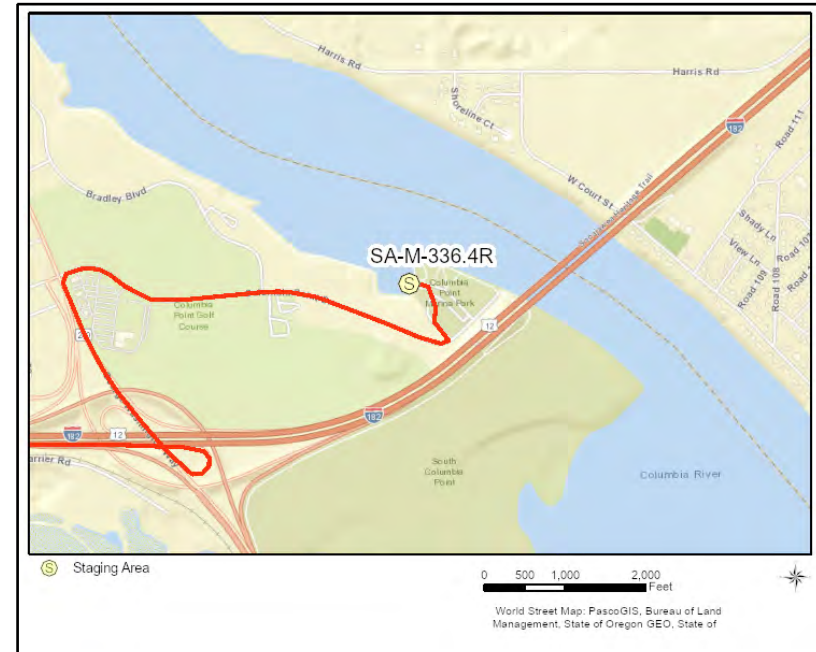 Harris Rd
Harris Rd
Shoreline Ct
182
Road 111
W Court St
Bradley Blvd
Shady Ln
View Ln
Road 109
Road 108
SA-M-336.4R
Columbia
Point
Marina Park
12
Columbia
Point Golf
Course
182
182
12
South
Columbia
Point
Columbia River
S Staging Area
0 500 1,000 2,000
Feet
World Street Map: PascoGIS, Bureau of Land
Management, State of Oregon GEO, State of